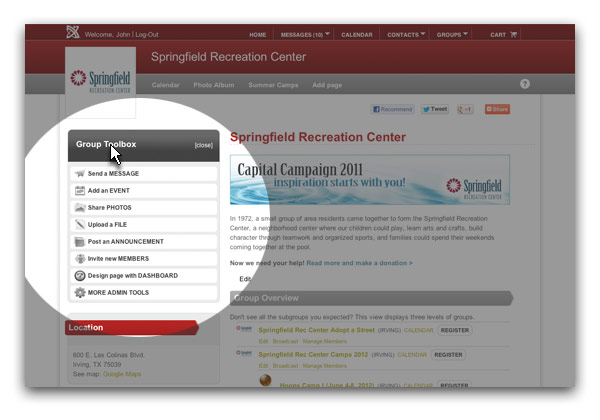 Welcome, John | Log-Out
HOME MESSAGES (10) CALENDAR CONTACTS GROUPS CART
Springfield Recreation Center
Springfield
RECREATION CENTER
Calendar Photo Album Summer Camps Add page ?
Recommend Tweet +1 Share
Group Toolbox [close]
Send a MESSAGE
Add an EVENT
Share PHOTOS
Upload a FILE
Post an ANNOUNCEMENT
Invite new MEMBERS
Design page with DASHBOARD
MORE ADMIN TOOLS
Location
600 E. Las Colinas Blvd.
Irving, TX 75039
See map: Google Maps
Springfield Recreation Center
Capital Campaign 2011
inspiration starts with you!
Springfield
RECREATION CENTER
In 1972, a small group of area residents came together to form the Springfield Recreation
Center, a neighborhood center where our children could play, learn arts and crafts, build
character through teamwork and organized sports, and families could spend their weekends
coming together at the pool.
Now we need your help! Read more and make a donation >
Edit
Group Overview
Don't see all the subgroups you expected? This view displays three levels of groups.
Springfield Rec Center Adopt a Street (IRVING) CALENDAR REGISTER
Edit Broadcast Manage Members
Springfield Rec Center Camps 2012 (IRVING) CALENDAR REGISTER
Edit Broadcast Manage Members
(IRVING) CALENDAR REGISTER